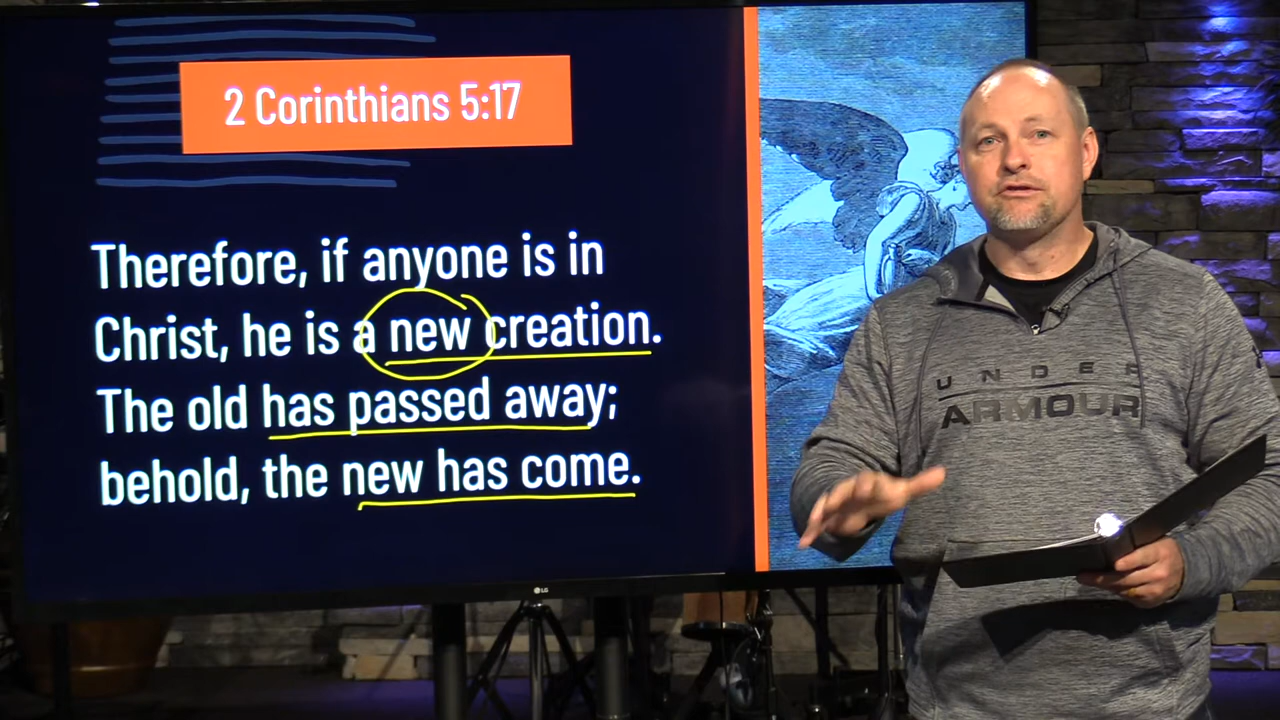 2 Corinthians 5:17
Therefore, if anyone is in
Christ, he is a new creation.
The old has passed away;
behold, the new has come.
LG
UNDER
ARMOUR